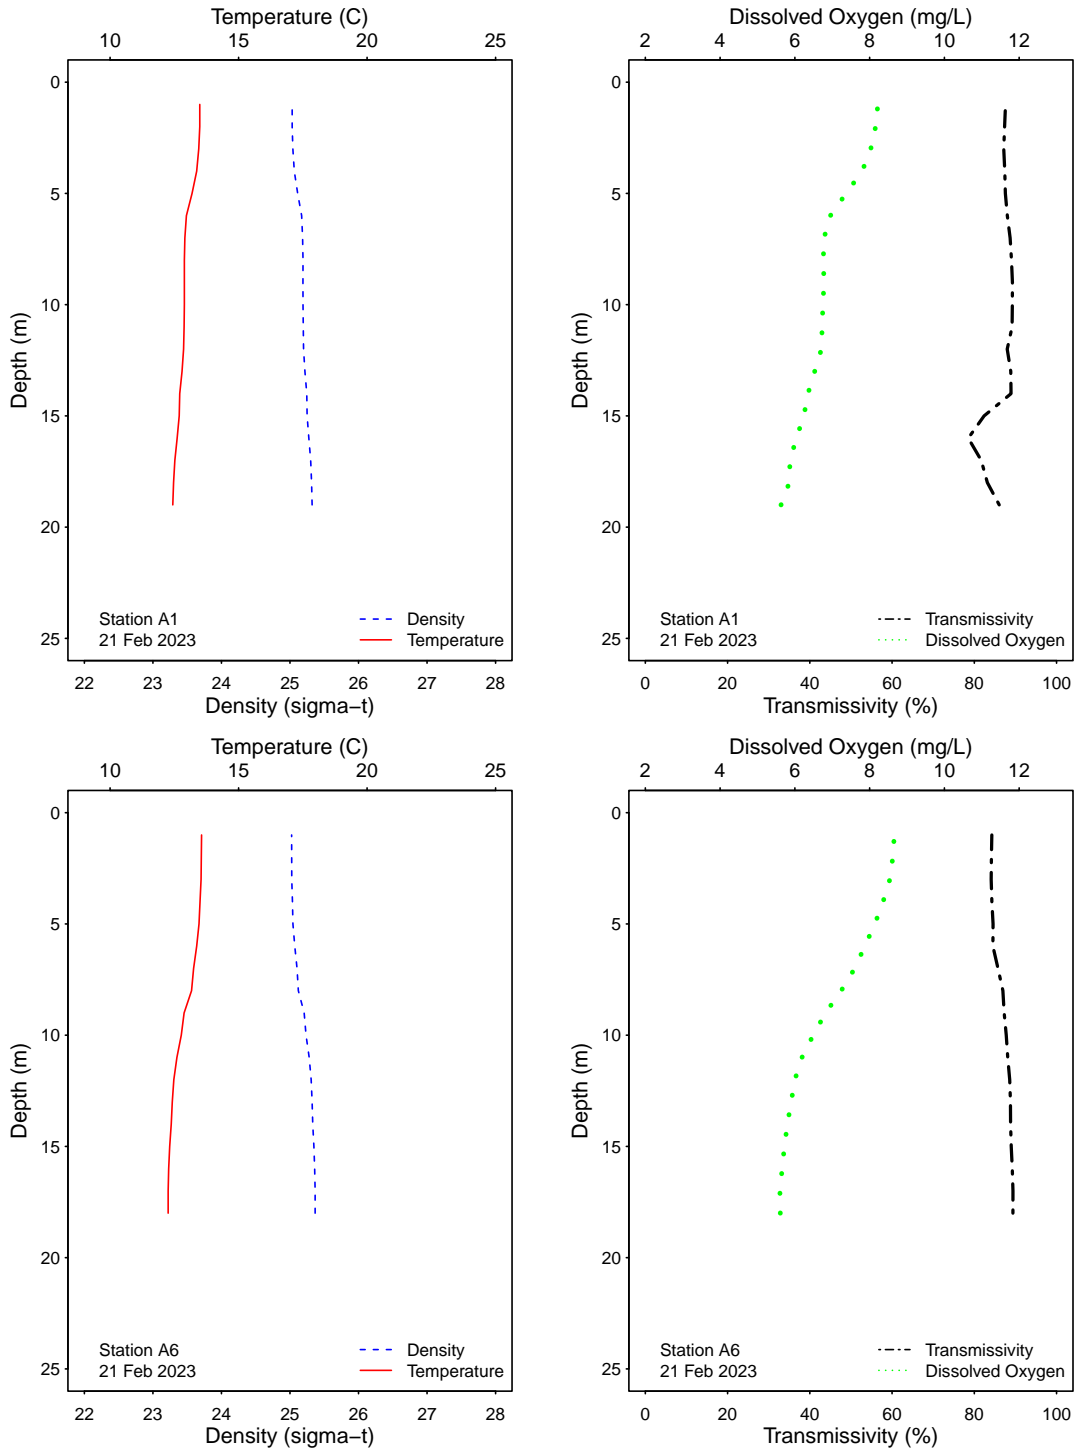 Temperature (C)
10 15 20 25
0
5
10
15
20
25
Depth (m)
Station A1
21 Feb 2023
Density
Temperature
22 23 24 25 26 27 28
Density (sigma−t)
Dissolved Oxygen (mg/L)
2 4 6 8 10 12
0
5
10
15
20
25
Depth (m)
Station A1
21 Feb 2023
Transmissivity
Dissolved Oxygen
0 20 40 60 80 100
Transmissivity (%)
Temperature (C)
10 15 20 25
0
5
10
15
20
25
Depth (m)
Station A6
21 Feb 2023
Density
Temperature
22 23 24 25 26 27 28
Density (sigma−t)
Dissolved Oxygen (mg/L)
2 4 6 8 10 12
0
5
10
15
20
25
Depth (m)
Station A6
21 Feb 2023
Transmissivity
Dissolved Oxygen
0 20 40 60 80 100
Transmissivity (%)